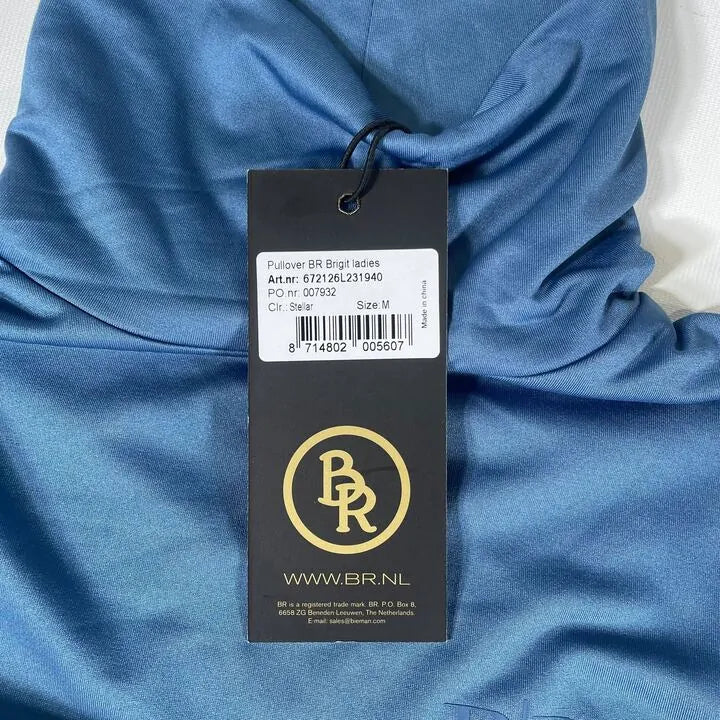 Pullover BR Brigit ladies
Art.nr: 672126L231940
PO.nr: 007932
Clr.: Stellar Size: M
Made in china
8 714802 005607
BR
WWW.BR.NL
BR is a registered trade mark. BR. P.O. Box 8,
6658 ZG Beneden-Leeuwen, The Netherlands.
E-mail: sales@bieman.com